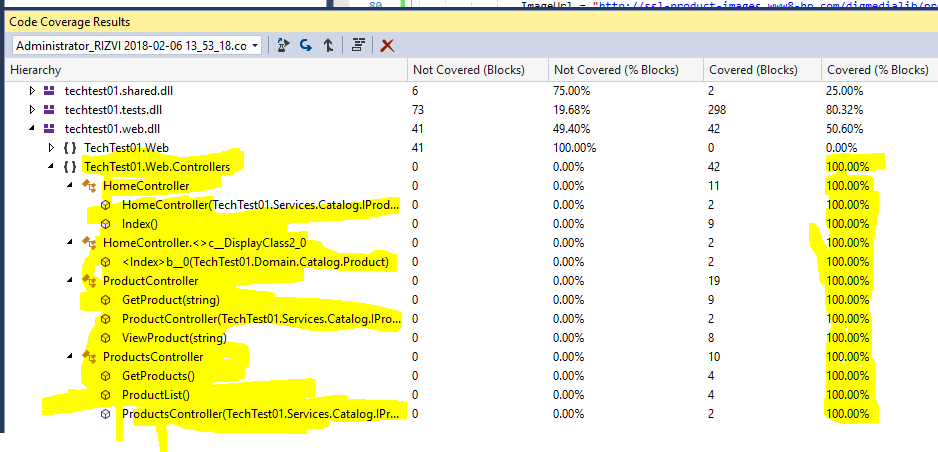 80 ImageUrl = "http://ssl-product-images.www8-hp.com/digmedialib/pr
Code Coverage Results
Administrator_RIZVI 2018-02-06 13_53_18.co
Hierarchy Not Covered (Blocks) Not Covered (% Blocks) Covered (Blocks) Covered (% Blocks)
techtest01.shared.dll 6 75.00% 2 25.00%
techtest01.tests.dll 73 19.68% 298 80.32%
techtest01.web.dll 41 49.40% 42 50.60%
{ } TechTest01.Web 41 100.00% 0 0.00%
{ } TechTest01.Web.Controllers 0 0.00% 42 100.00%
HomeController 0 0.00% 11 100.00%
HomeController(TechTest01.Services.Catalog.IProd... 0 0.00% 2 100.00%
Index() 0 0.00% 9 100.00%
HomeController.<>c__DisplayClass2_0 0 0.00% 2 100.00%
<Index>b__0(TechTest01.Domain.Catalog.Product) 0 0.00% 2 100.00%
ProductController 0 0.00% 19 100.00%
GetProduct(string) 0 0.00% 9 100.00%
ProductController(TechTest01.Services.Catalog.IPro... 0 0.00% 2 100.00%
ViewProduct(string) 0 0.00% 8 100.00%
ProductsController 0 0.00% 10 100.00%
GetProducts() 0 0.00% 4 100.00%
ProductList() 0 0.00% 4 100.00%
ProductsController(TechTest01.Services.Catalog.IPr... 0 0.00% 2 100.00%